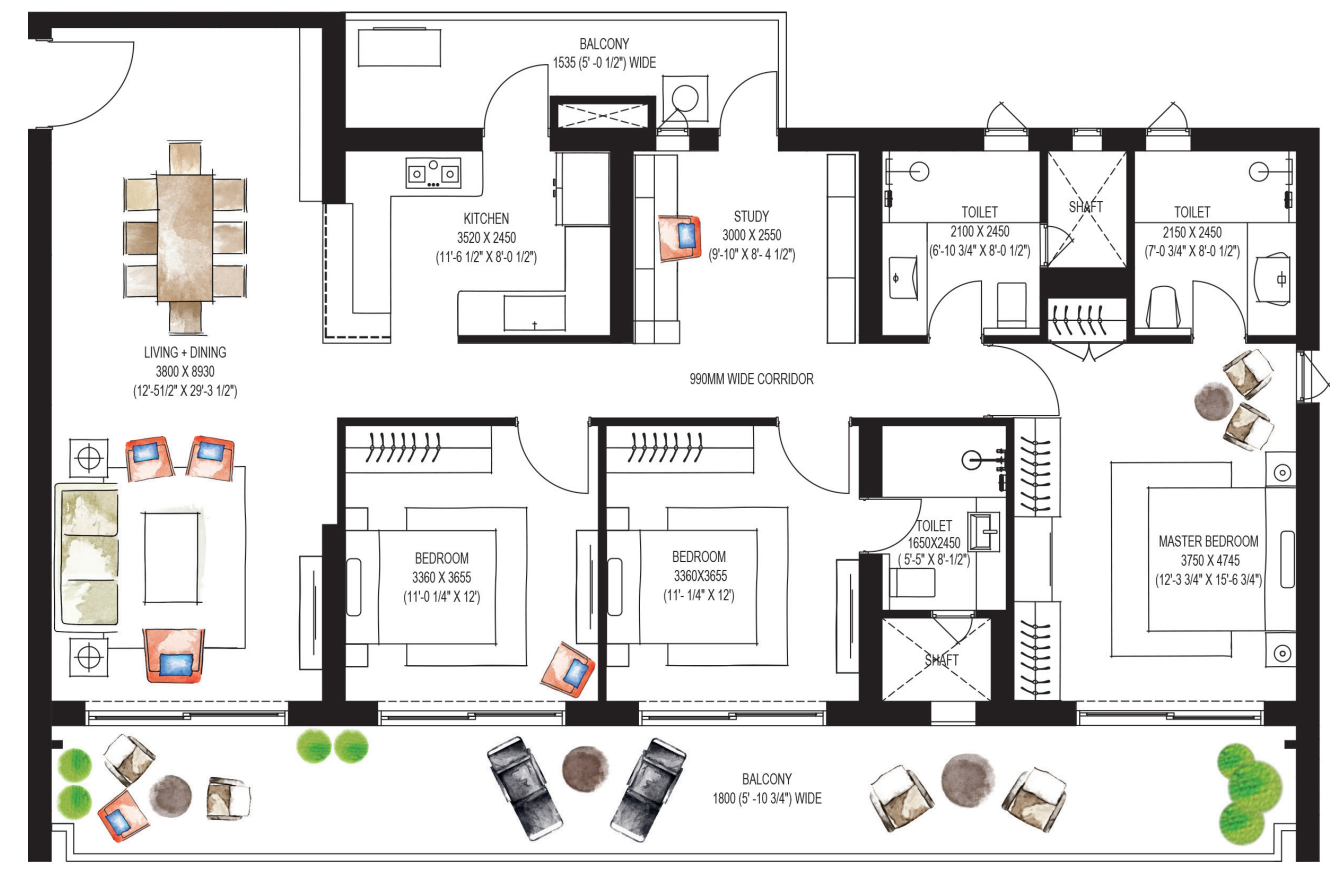 BALCONY
1535 (5' -0 1/2") WIDE
KITCHEN
3520 X 2450
(11'-6 1/2" X 8'-0 1/2")
STUDY
3000 X 2550
(9'-10" X 8'- 4 1/2")
TOILET
2100 X 2450
(6'-10 3/4" X 8'-0 1/2")
SHAFT
TOILET
2150 X 2450
(7'-0 3/4" X 8'-0 1/2")
LIVING + DINING
3800 X 8930
(12'-51/2" X 29'-3 1/2")
990MM WIDE CORRIDOR
BEDROOM
3360 X 3655
(11'-0 1/4" X 12')
BEDROOM
3360X3655
(11'- 1/4" X 12')
TOILET
1650X2450
( 5'-5" X 8'-1/2")
SHAFT
MASTER BEDROOM
3750 X 4745
(12'-3 3/4" X 15'-6 3/4")
BALCONY
1800 (5' -10 3/4") WIDE